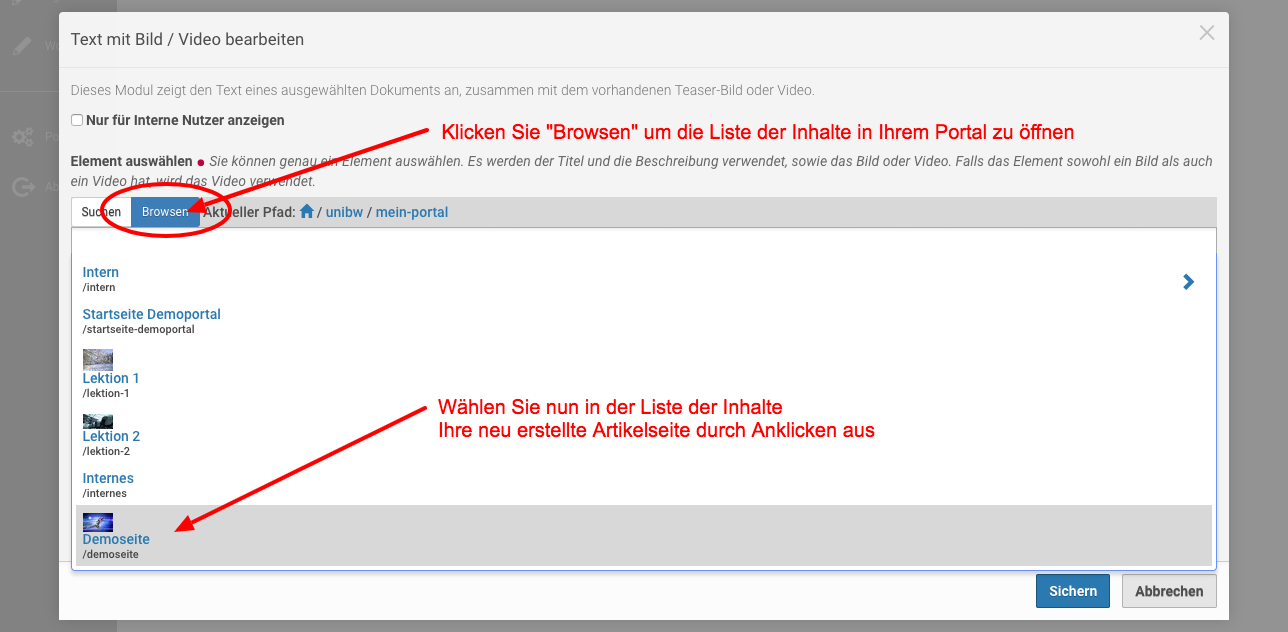 Text mit Bild / Video bearbeiten
Dieses Modul zeigt den Text eines ausgewählten Dokuments an, zusammen mit dem vorhandenen Teaser-Bild oder Video.
Nur für Interne Nutzer anzeigen
Klicken Sie "Browsen" um die Liste der Inhalte in Ihrem Portal zu öffnen
Element auswählen • Sie können genau ein Element auswählen. Es werden der Titel und die Beschreibung verwendet, sowie das Bild oder Video. Falls das Element sowohl ein Bild als auch
ein Video hat, wird das Video verwendet.
Suchen Browsen Aktueller Pfad: / unibw / mein-portal
Intern
/intern
Startseite Demoportal
/startseite-demoportal
Lektion 1
/lektion-1
Wählen Sie nun in der Liste der Inhalte
Ihre neu erstellte Artikelseite durch Anklicken aus
Lektion 2
/lektion-2
Internes
/internes
Demoseite
/demoseite
Sichern Abbrechen